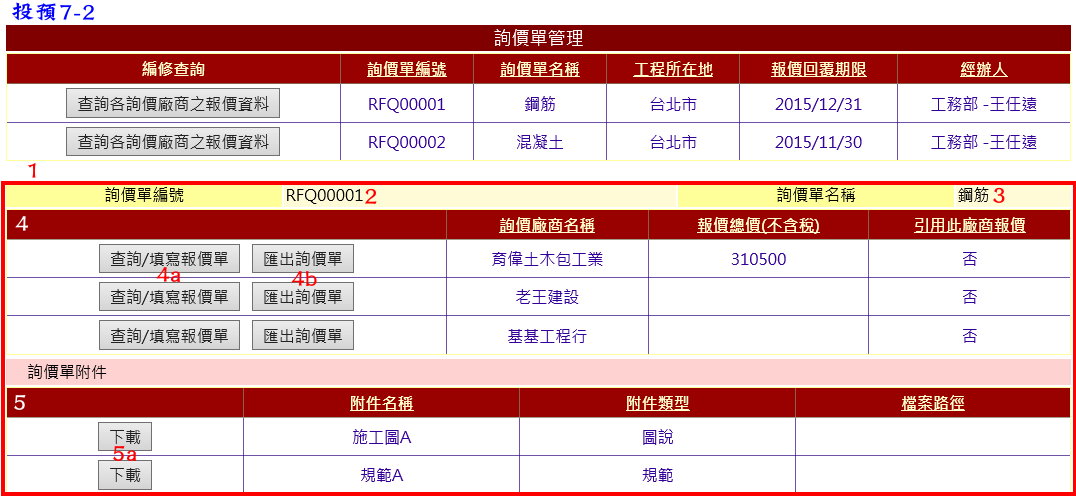 投預7-2
詢價單管理
編修查詢 詢價單編號 詢價單名稱 工程所在地 報價回覆期限 經辦人
查詢各詢價廠商之報價資料 RFQ00001 鋼筋 台北市 2015/12/31 工務部 -王任遠
查詢各詢價廠商之報價資料 RFQ00002 混凝土 台北市 2015/11/30 工務部 -王任遠
1
詢價單編號 RFQ00001 2 詢價單名稱 鋼筋 3
4 詢價廠商名稱 報價總價(不含稅) 引用此廠商報價
查詢/填寫報價單 匯出詢價單 育偉土木包工業 310500 否
4a 4b
查詢/填寫報價單 匯出詢價單 老王建設 否
查詢/填寫報價單 匯出詢價單 基基工程行 否
詢價單附件
5 附件名稱 附件類型 檔案路徑
下載 施工圖A 圖說
5a
下載 規範A 規範